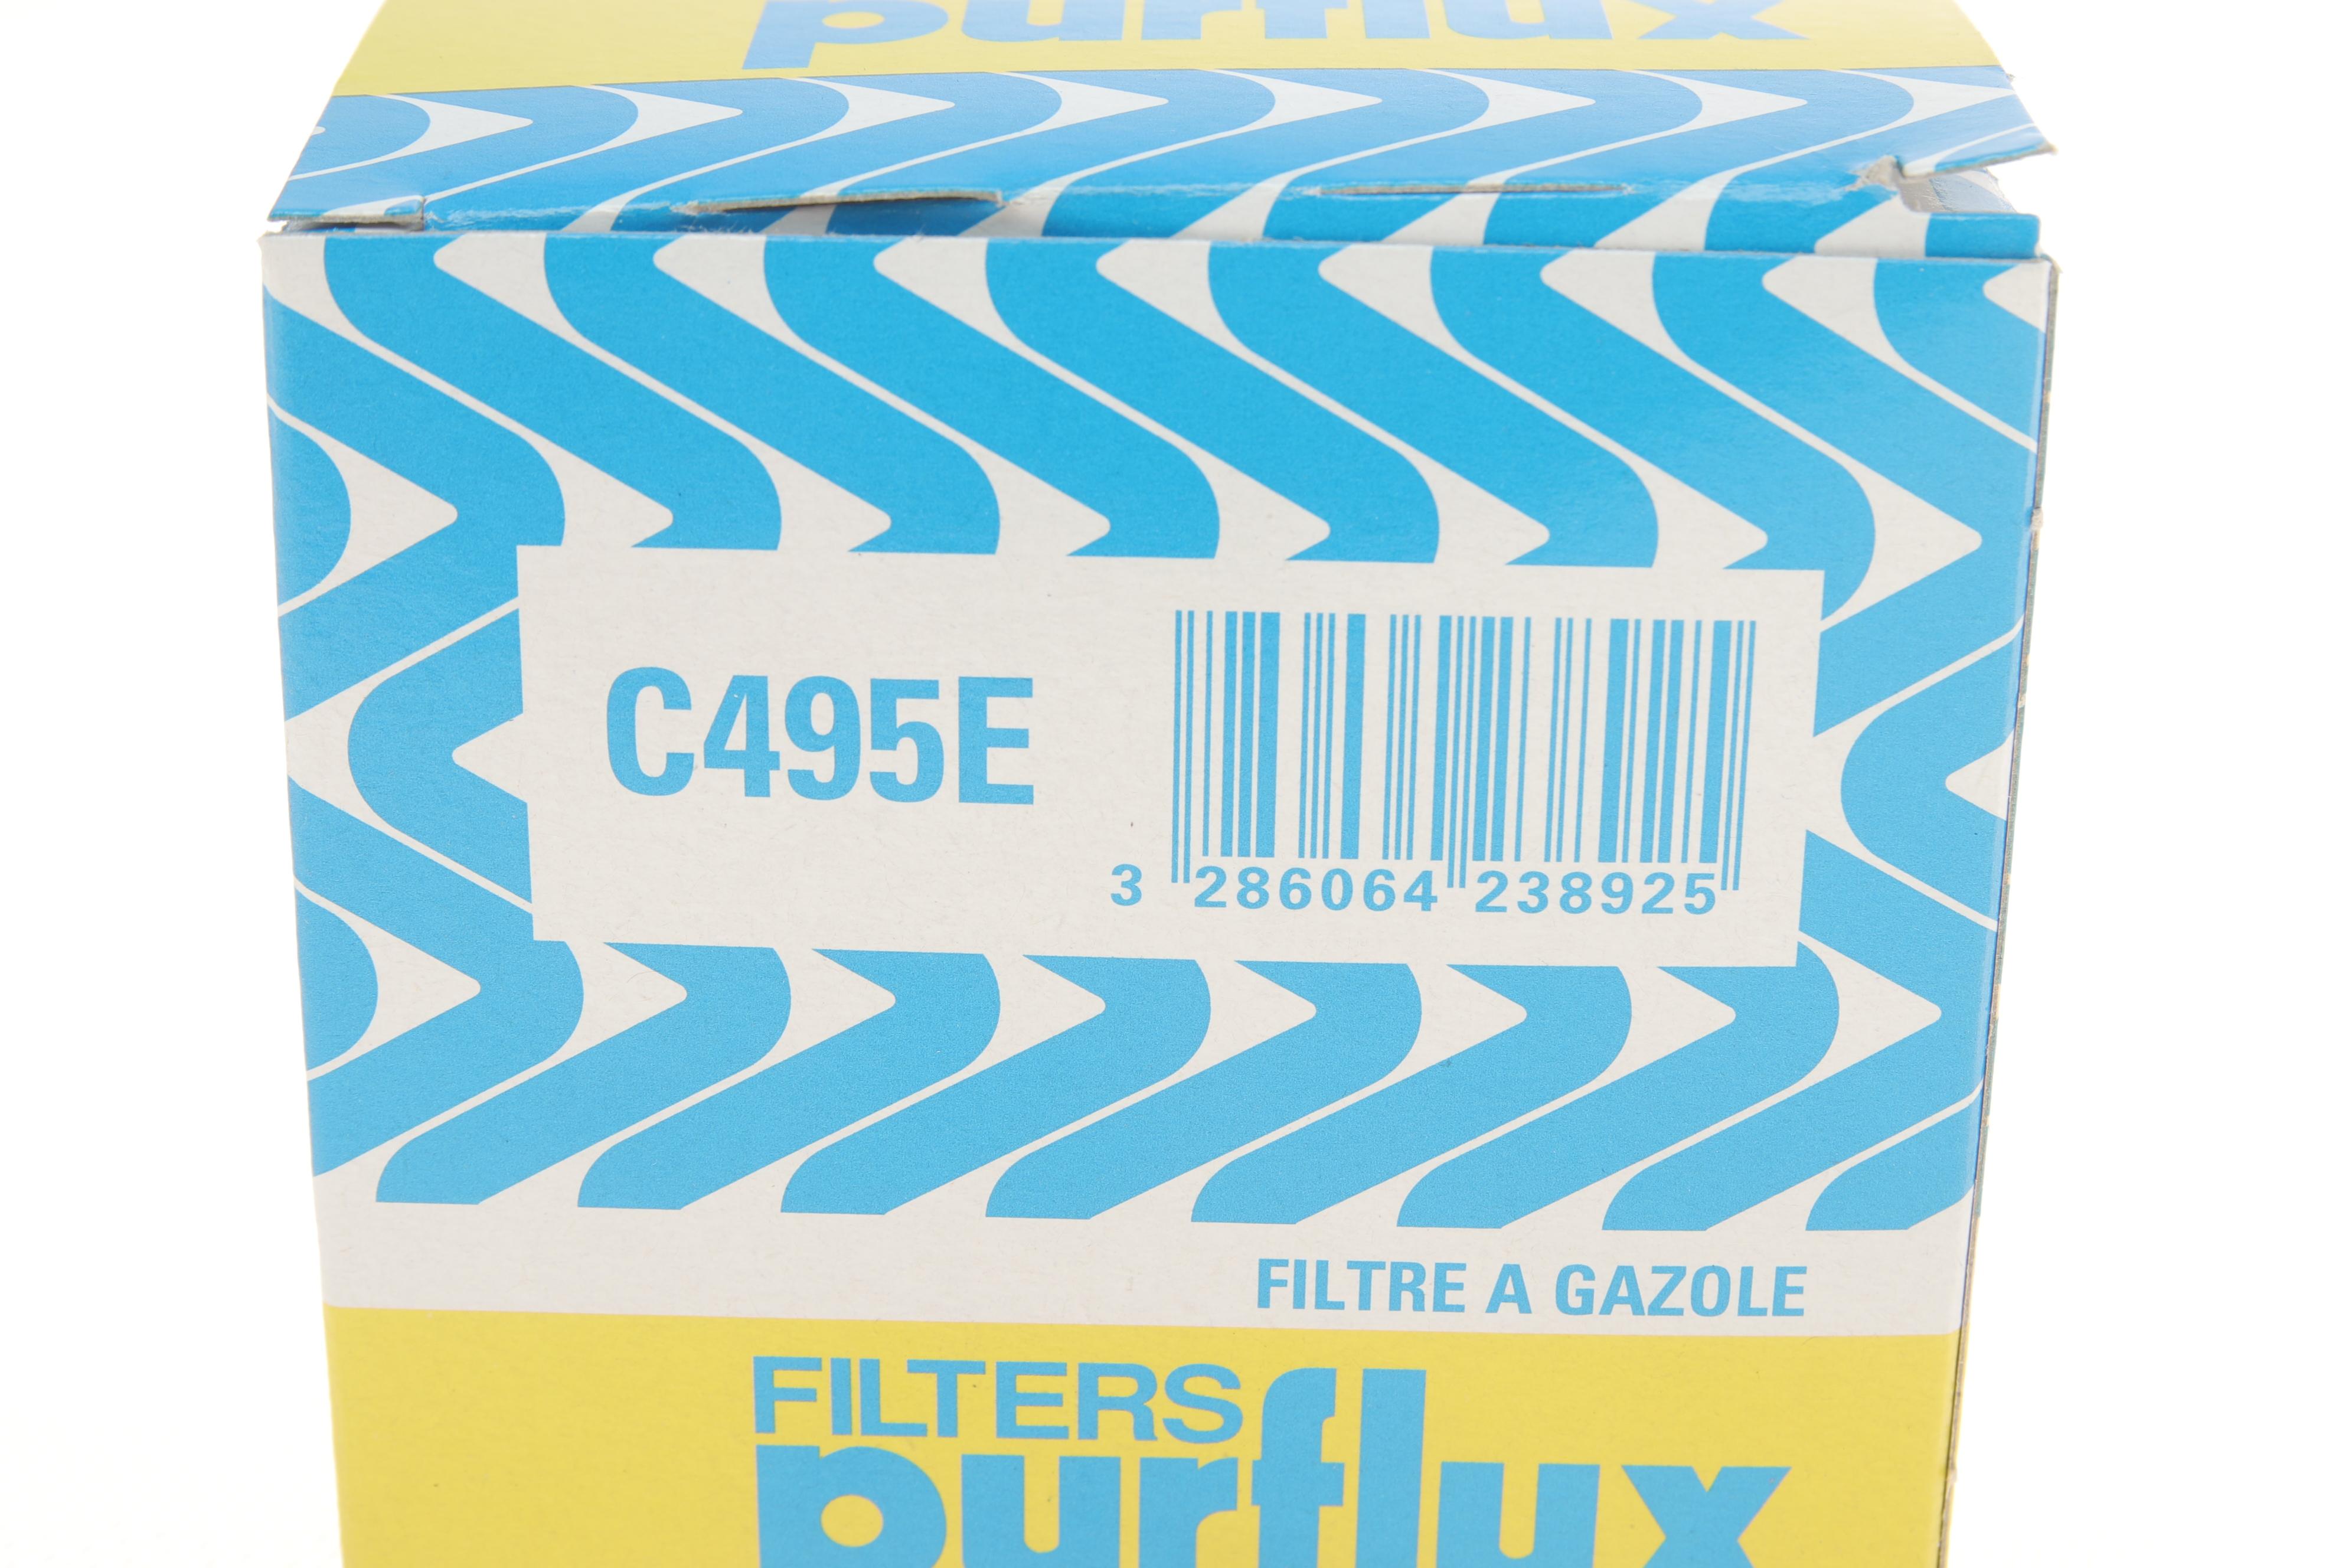 purflux
C495E
3 286064 238925
FILTRE A GAZOLE
FILTERS
purflux